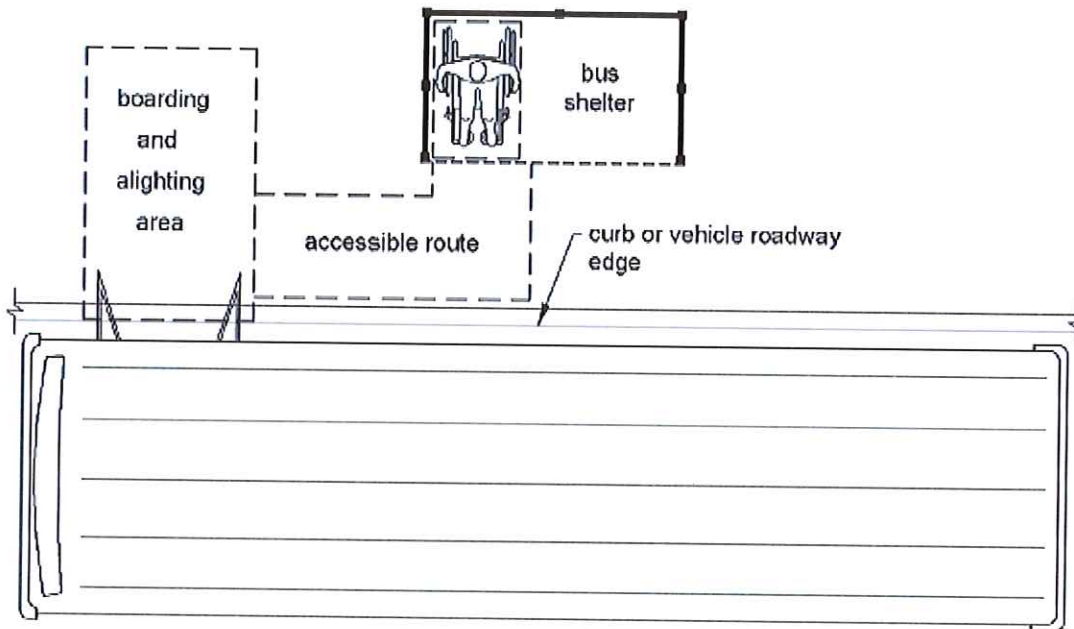 boarding
and
alighting
area
bus
shelter
accessible route
curb or vehicle roadway
edge